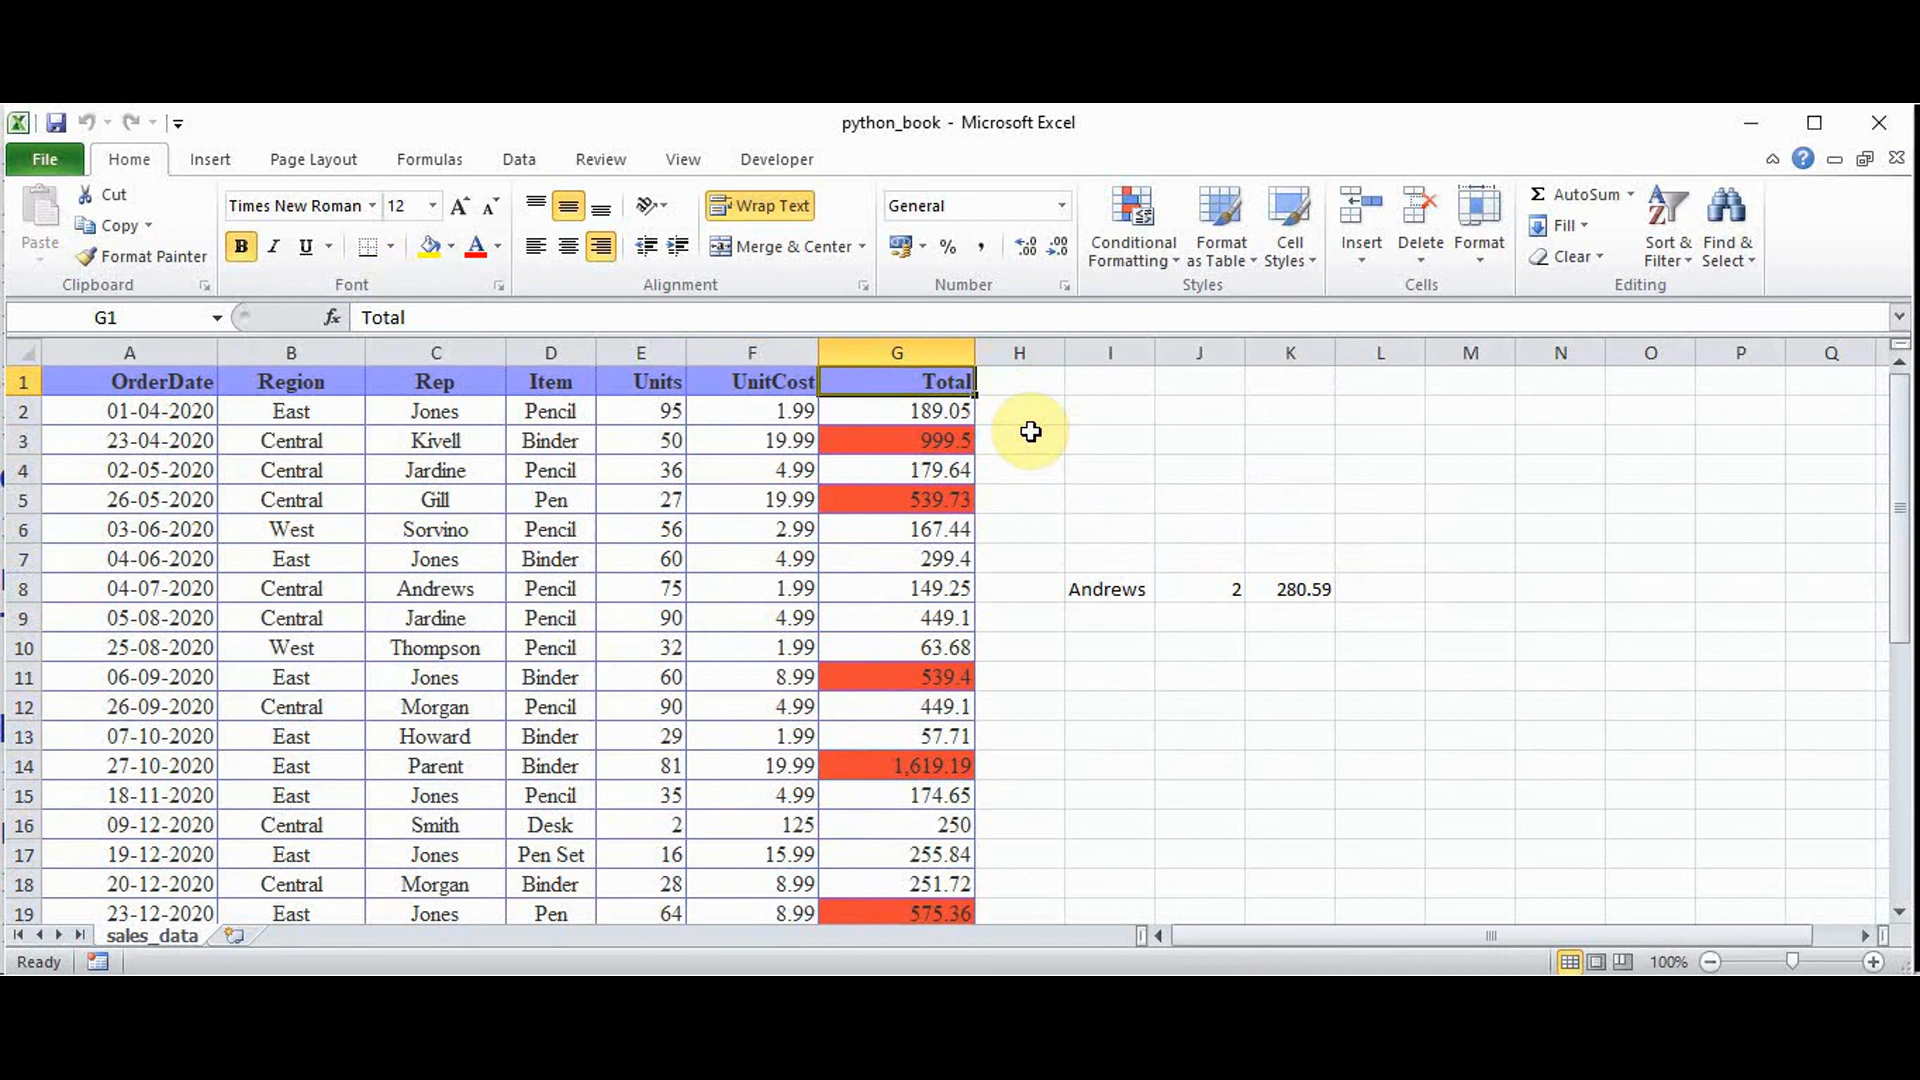 python_book - Microsoft Excel
File Home Insert Page Layout Formulas Data Review View Developer
Cut
Copy
Format Painter
Paste
Clipboard
Times New Roman 12
B I U
Font
Wrap Text
Merge & Center
Alignment
General
% ,
Number
Conditional Formatting
Format as Table
Cell Styles
Styles
Insert Delete Format
Cells
Σ AutoSum
Fill
Clear
Sort & Filter
Find & Select
Editing
G1 fx Total
A B C D E F G H I J K L M N O P Q
1 OrderDate Region Rep Item Units UnitCost Total
2 01-04-2020 East Jones Pencil 95 1.99 189.05
3 23-04-2020 Central Kivell Binder 50 19.99 999.5
4 02-05-2020 Central Jardine Pencil 36 4.99 179.64
5 26-05-2020 Central Gill Pen 27 19.99 539.73
6 03-06-2020 West Sorvino Pencil 56 2.99 167.44
7 04-06-2020 East Jones Binder 60 4.99 299.4
8 04-07-2020 Central Andrews Pencil 75 1.99 149.25 Andrews 2 280.59
9 05-08-2020 Central Jardine Pencil 90 4.99 449.1
10 25-08-2020 West Thompson Pencil 32 1.99 63.68
11 06-09-2020 East Jones Binder 60 8.99 539.4
12 26-09-2020 Central Morgan Pencil 90 4.99 449.1
13 07-10-2020 East Howard Binder 29 1.99 57.71
14 27-10-2020 East Parent Binder 81 19.99 1,619.19
15 18-11-2020 East Jones Pencil 35 4.99 174.65
16 09-12-2020 Central Smith Desk 2 125 250
17 19-12-2020 East Jones Pen Set 16 15.99 255.84
18 20-12-2020 Central Morgan Binder 28 8.99 251.72
19 23-12-2020 East Jones Pen 64 8.99 575.36
sales_data
Ready 100%